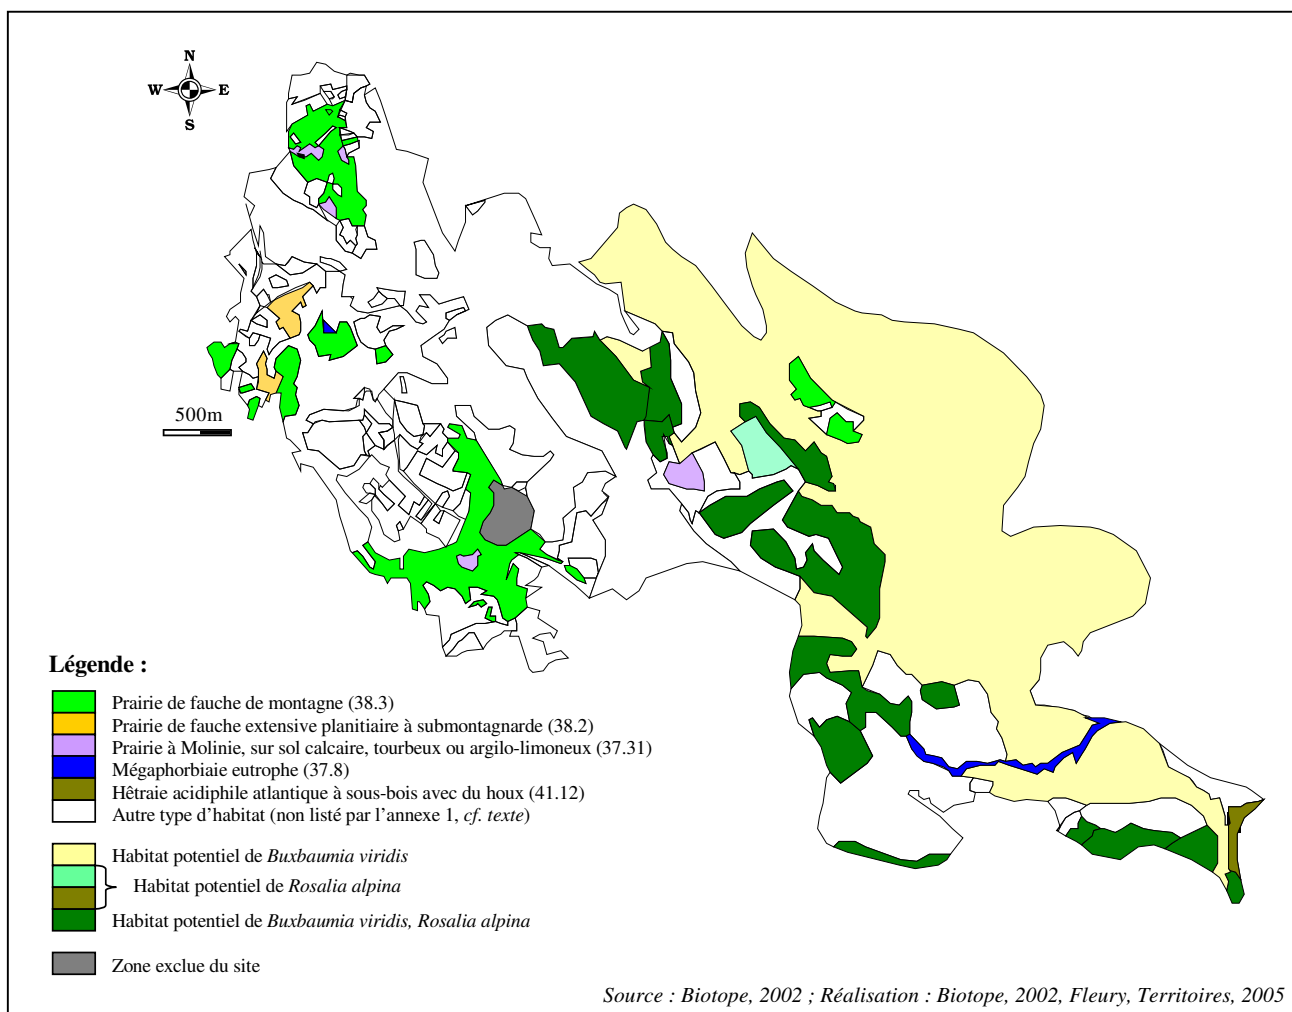 N
W E
S
500m
Légende :
Prairie de fauche de montagne (38.3)
Prairie de fauche extensive planitiaire à submontagnarde (38.2)
Prairie à Molinie, sur sol calcaire, tourbeux ou argilo-limoneux (37.31)
Mégaphorbiaie eutrophe (37.8)
Hêtraie acidiphile atlantique à sous-bois avec du houx (41.12)
Autre type d’habitat (non listé par l’annexe 1, cf. texte)
Habitat potentiel de Buxbaumia viridis
Habitat potentiel de Rosalia alpina
Habitat potentiel de Buxbaumia viridis, Rosalia alpina
Zone exclue du site
Source : Biotope, 2002 ; Réalisation : Biotope, 2002, Fleury, Territoires, 2005